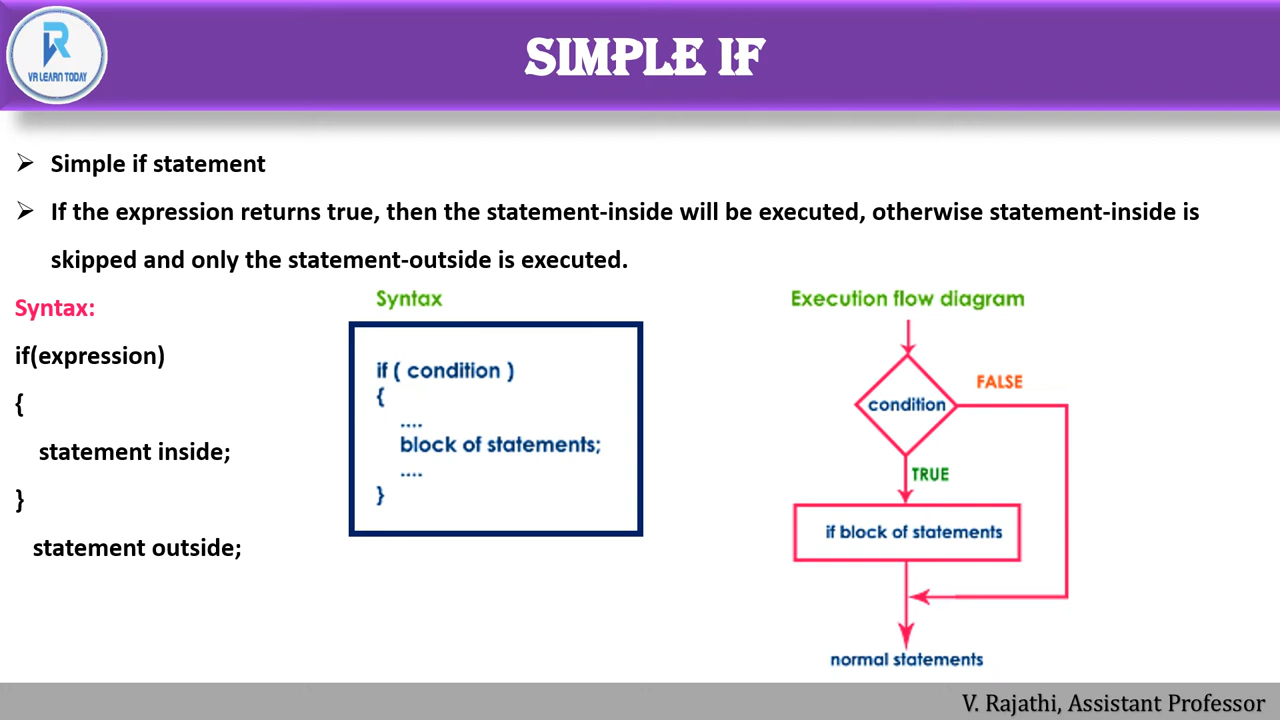 VR LEARN TODAY
SIMPLE IF
➢ Simple if statement
➢ If the expression returns true, then the statement-inside will be executed, otherwise statement-inside is
skipped and only the statement-outside is executed.
Syntax:
if(expression)
{
statement inside;
}
statement outside;
Syntax
if ( condition )
{
....
block of statements;
....
}
Execution flow diagram
condition
FALSE
TRUE
if block of statements
normal statements
V. Rajathi, Assistant Professor